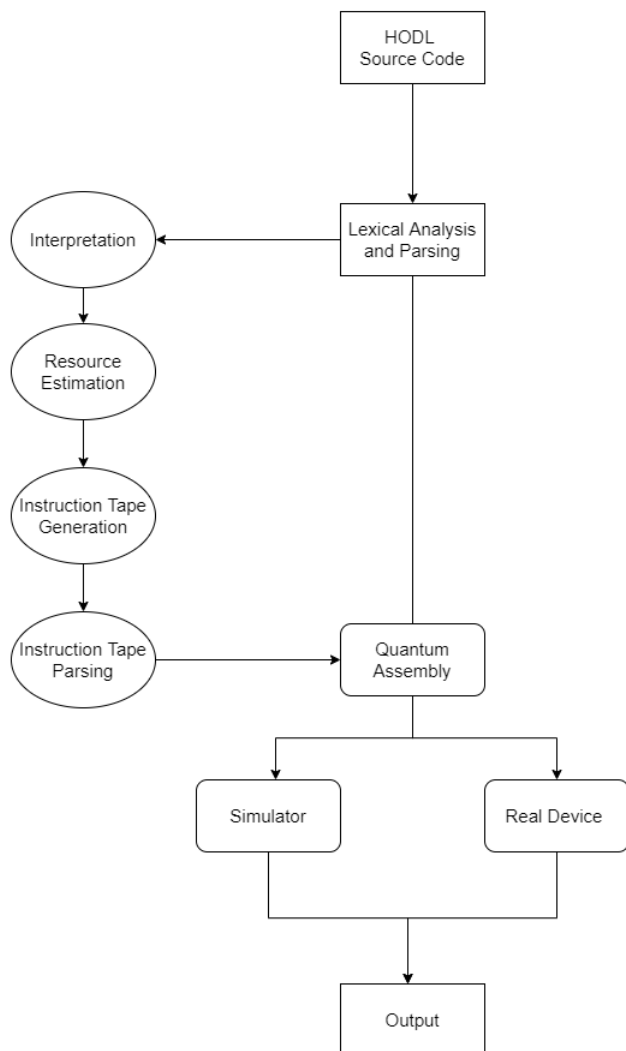 HODL
Source Code
Lexical Analysis
and Parsing
Interpretation
Resource
Estimation
Instruction Tape
Generation
Instruction Tape
Parsing
Quantum
Assembly
Simulator
Real Device
Output